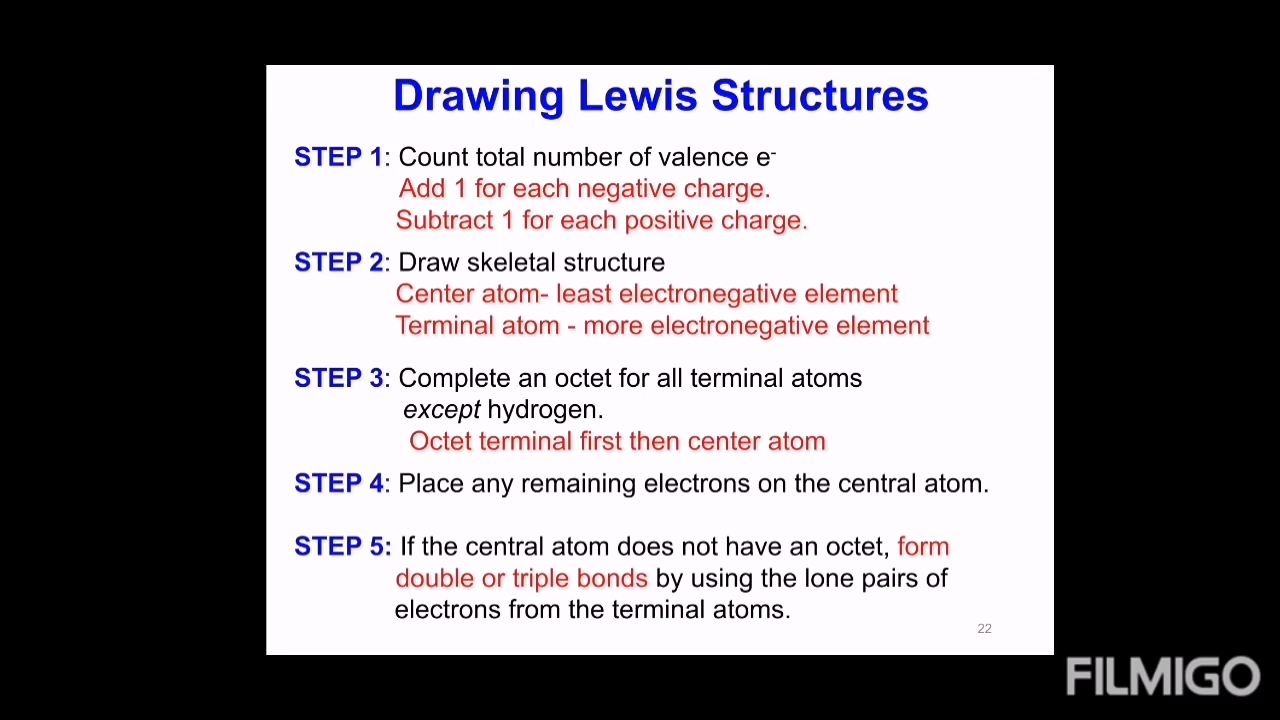 Drawing Lewis Structures
STEP 1: Count total number of valence e⁻
Add 1 for each negative charge.
Subtract 1 for each positive charge.
STEP 2: Draw skeletal structure
Center atom- least electronegative element
Terminal atom - more electronegative element
STEP 3: Complete an octet for all terminal atoms
except hydrogen.
Octet terminal first then center atom
STEP 4: Place any remaining electrons on the central atom.
STEP 5: If the central atom does not have an octet, form
double or triple bonds by using the lone pairs of
electrons from the terminal atoms.
22
FILMIGO